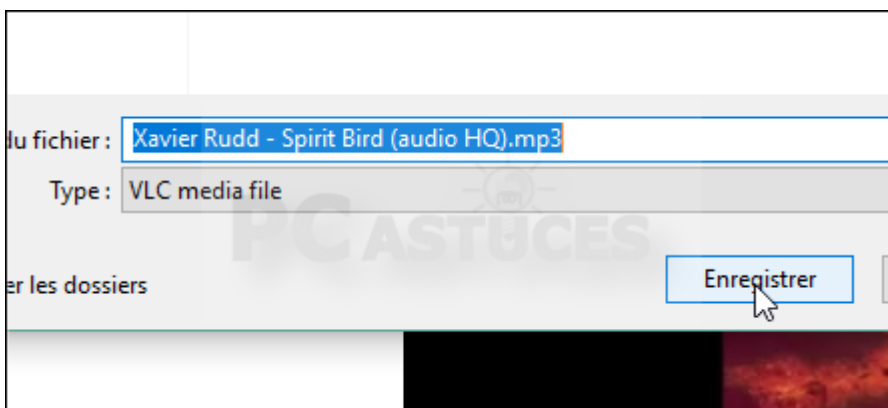 du fichier : Xavier Rudd - Spirit Bird (audio HQ).mp3
Type : VLC media file
PC ASTUCES
er les dossiers
Enregistrer